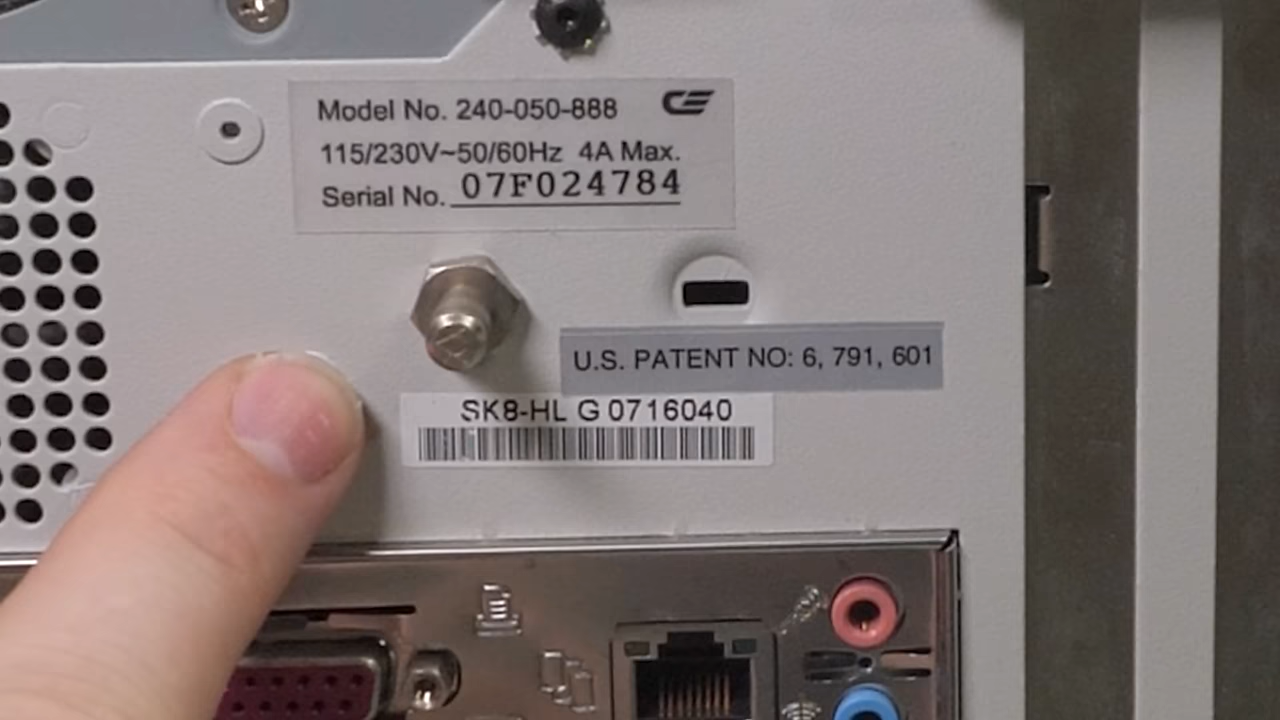 Model No. 240-050-888 CE
115/230V~50/60Hz 4A Max.
Serial No. 07F024784
U.S. PATENT NO: 6, 791, 601
SK8-HL G 0716040